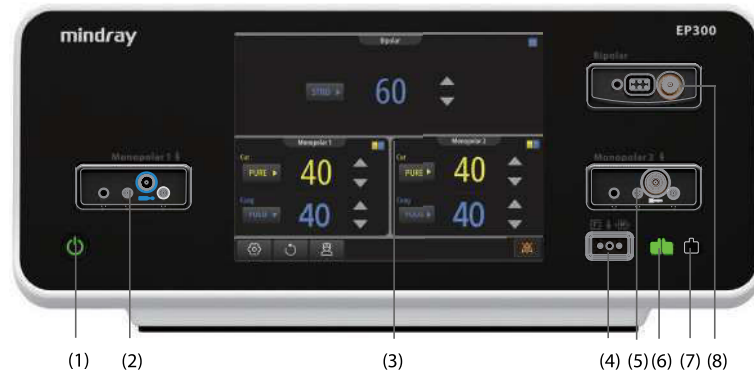 mindray
EP300
Bipolar
Bipolar
STRD
60
Monopolar 1
Monopolar 1
Monopolar 2
Monopolar 2
Cut
PURE
40
Cut
PURE
40
Coag
40
Coag
40
(1)
(2)
(3)
(4)
(5)
(6)
(7)
(8)